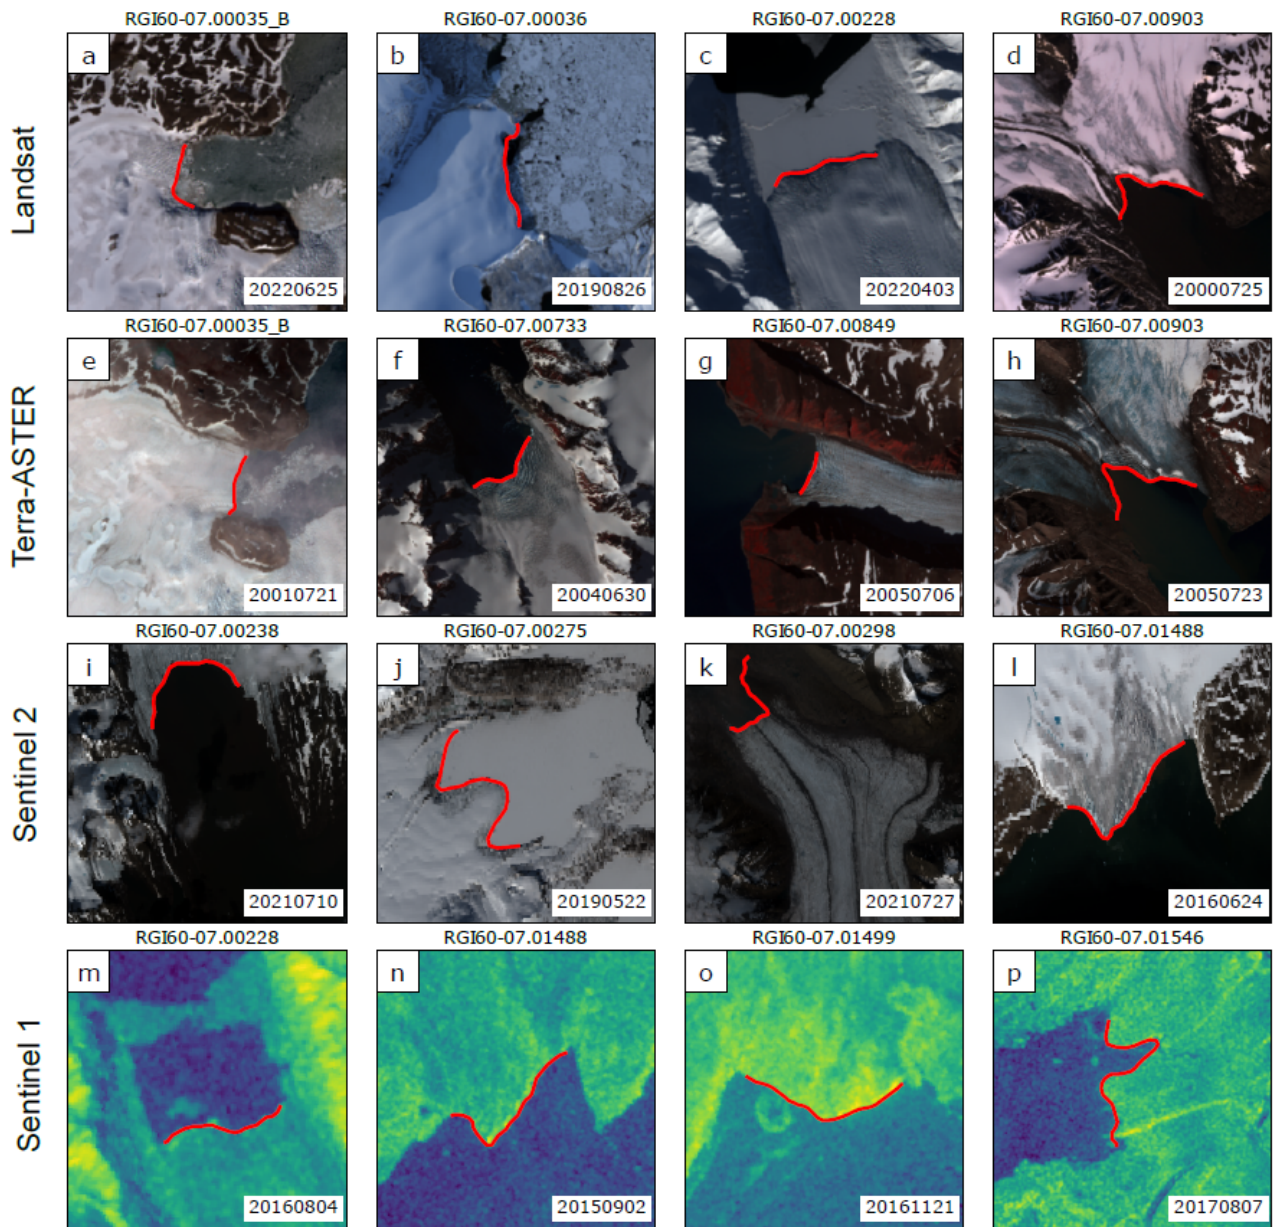 RGI60-07.00035_B RGI60-07.00036 RGI60-07.00228 RGI60-07.00903
Landsat
a b c d
20220625 20190826 20220403 20000725
RGI60-07.00035_B RGI60-07.00733 RGI60-07.00849 RGI60-07.00903
Terra-ASTER
e f g h
20010721 20040630 20050706 20050723
RGI60-07.00238 RGI60-07.00275 RGI60-07.00298 RGI60-07.01488
Sentinel 2
i j k l
20210710 20190522 20210727 20160624
RGI60-07.00228 RGI60-07.01488 RGI60-07.01499 RGI60-07.01546
Sentinel 1
m n o p
20160804 20150902 20161121 20170807